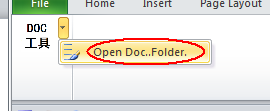 File Home Insert Page Layout
DOC
工具
Open Doc..Folder.